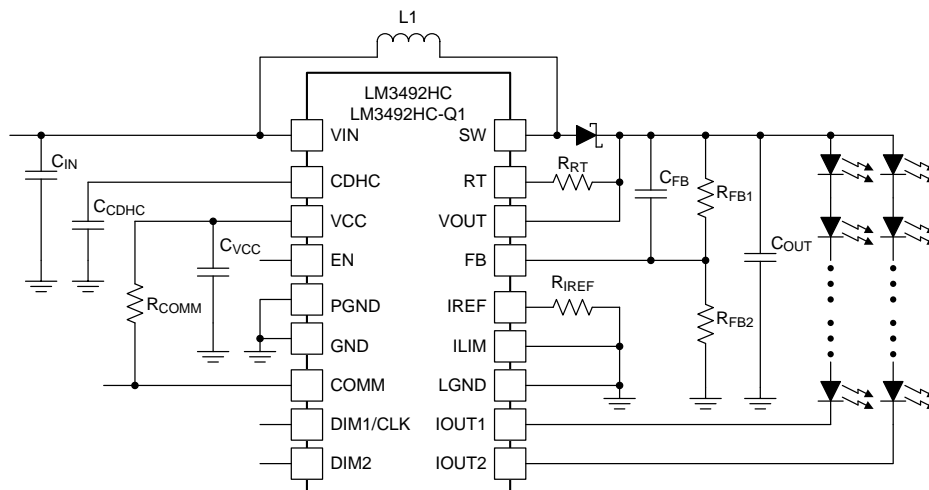 L1
LM3492HC
LM3492HC-Q1
VIN
SW
CIN
CDHC
RT
RRT
CFB
RFB1
CCDHC
VCC
VOUT
CVCC
EN
FB
COUT
RCOMM
PGND
IREF
RIREF
RFB2
GND
ILIM
COMM
LGND
DIM1/CLK
IOUT1
DIM2
IOUT2